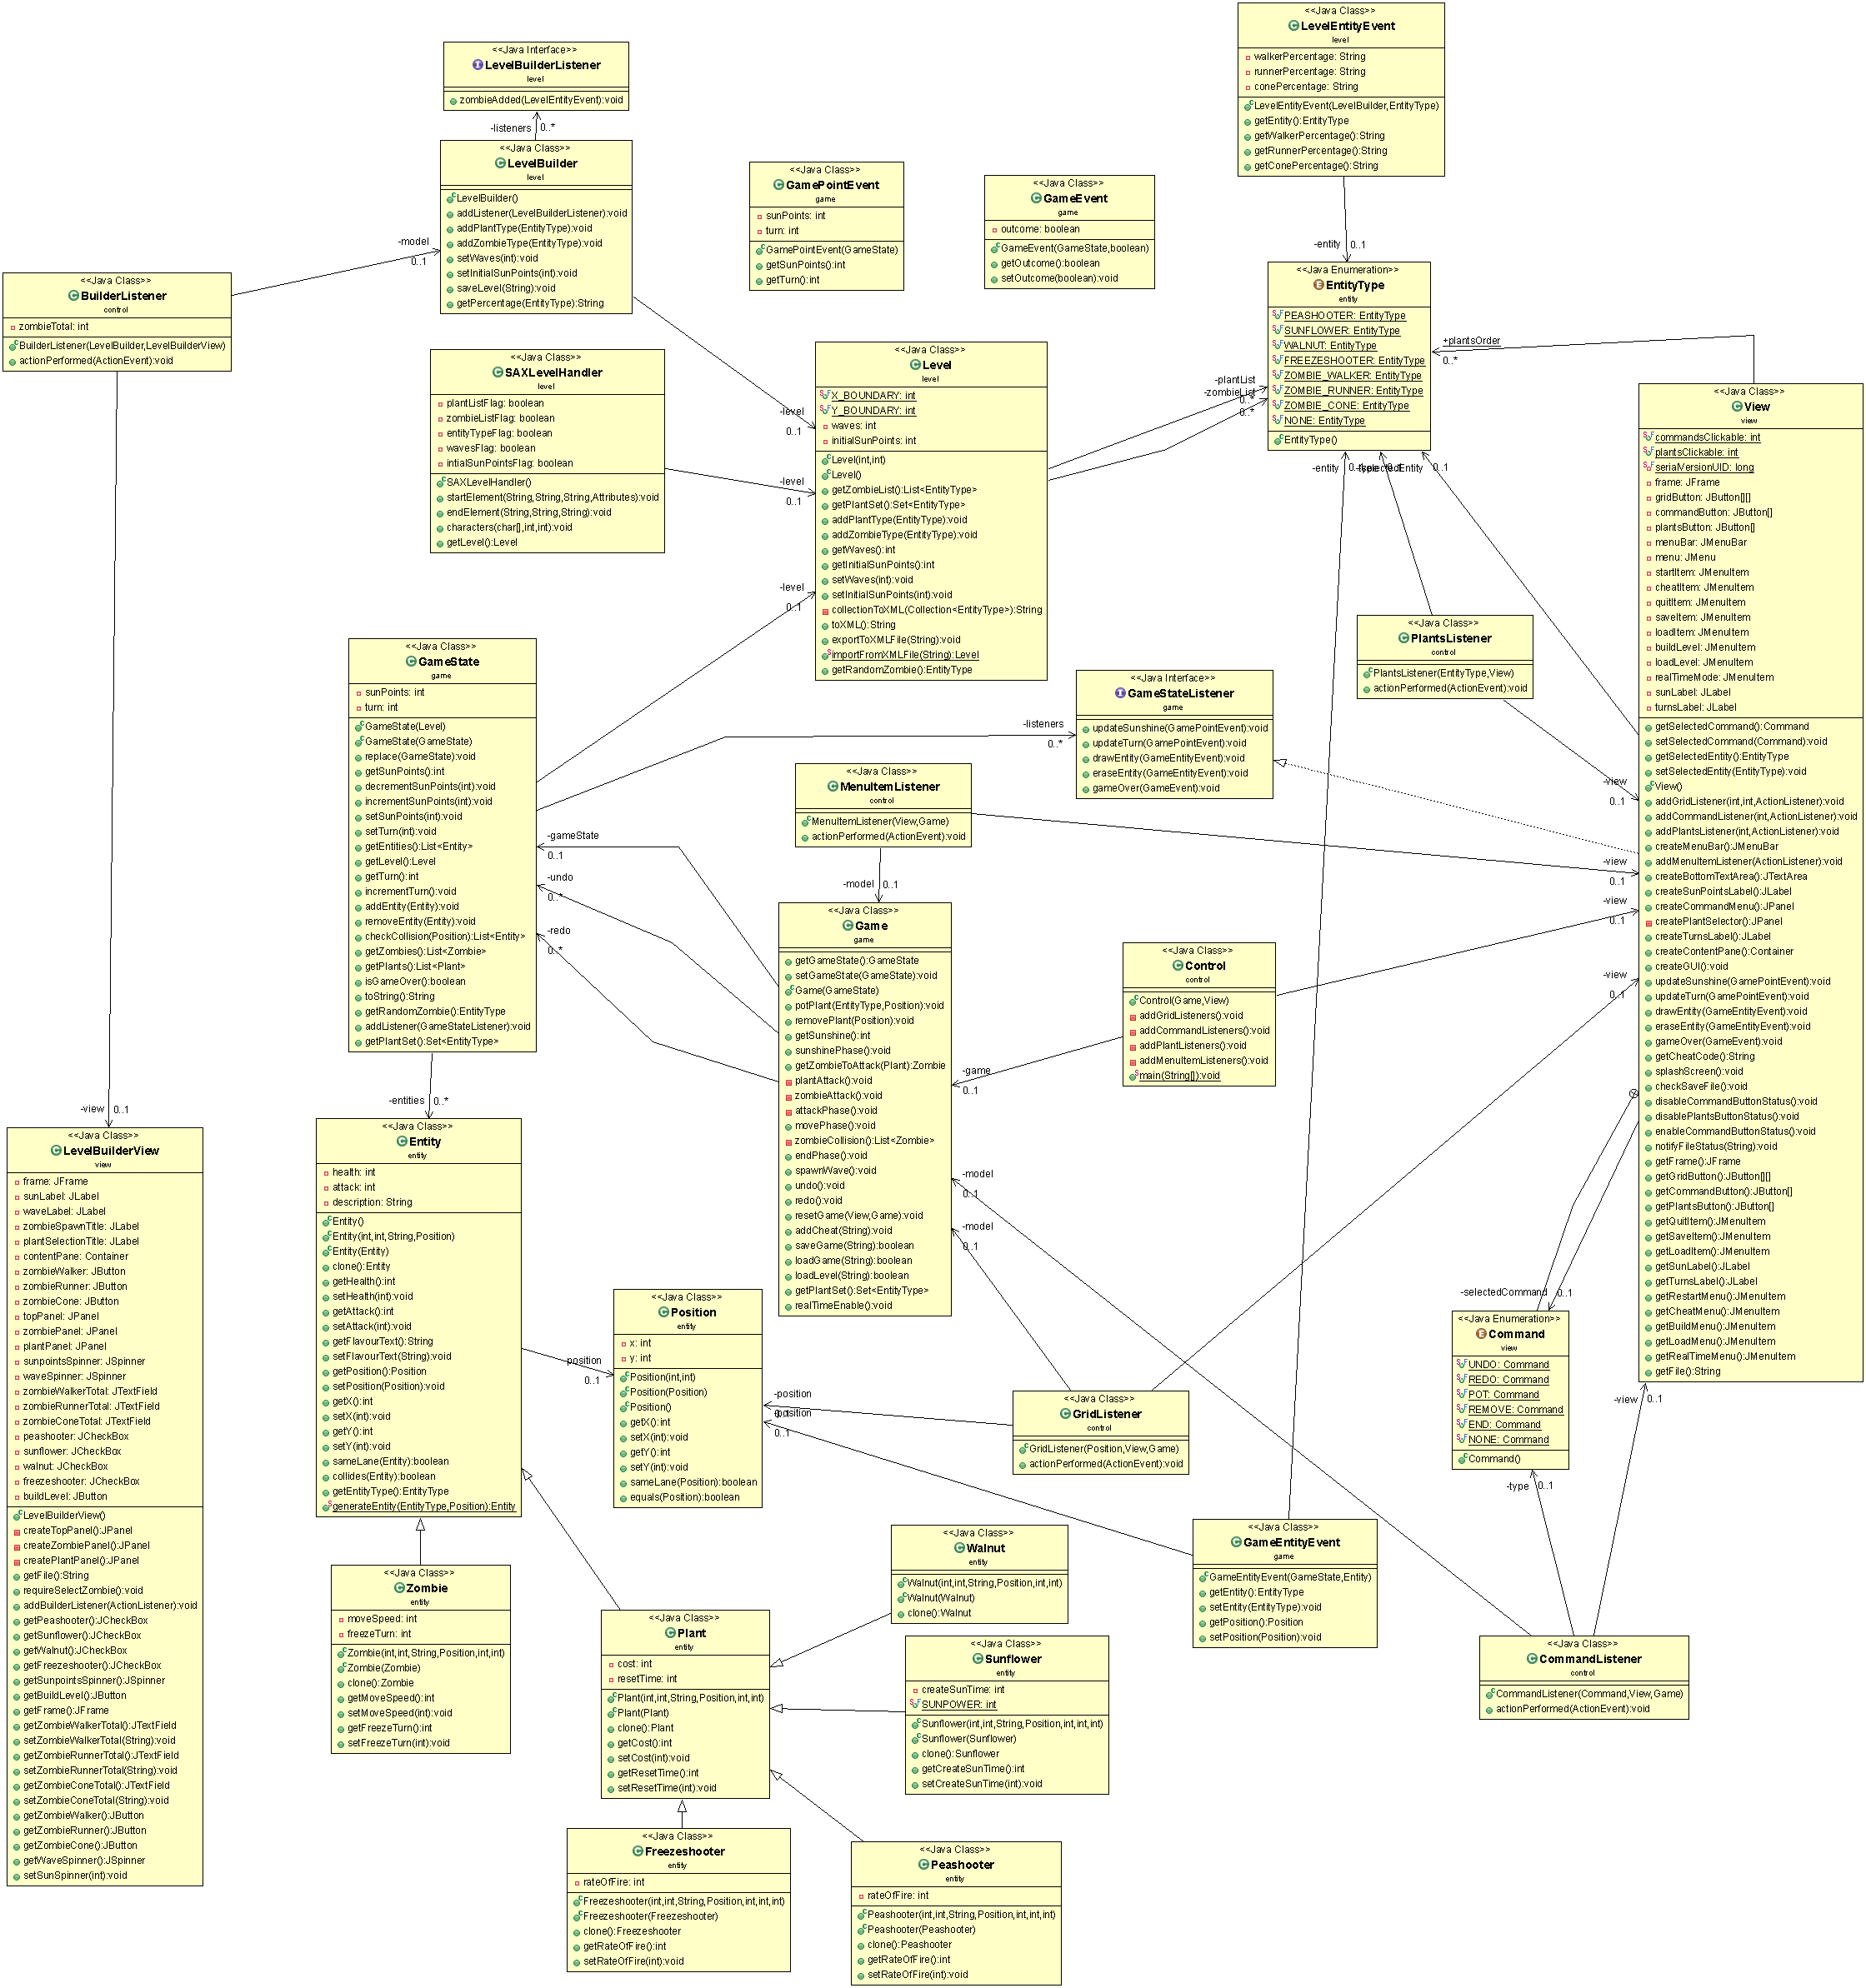 <<Java Class>>
LevelEntityEvent
level
walkerPercentage: String
runnerPercentage: String
conePercentage: String
LevelEntityEvent(LevelBuilder,EntityType)
getEntity():EntityType
getWalkerPercentage():String
getRunnerPercentage():String
getConePercentage():String
<<Java Interface>>
LevelBuilderListener
level
zombieAdded(LevelEntityEvent):void
-listeners
0..*
<<Java Class>>
LevelBuilder
level
LevelBuilder()
addListener(LevelBuilderListener):void
addPlantType(EntityType):void
addZombieType(EntityType):void
setWaves(int):void
setInitialSunPoints(int):void
saveLevel(String):void
getPercentage(EntityType):String
<<Java Class>>
GamePointEvent
game
sunPoints: int
turn: int
GamePointEvent(GameState)
getSunPoints():int
getTurn():int
<<Java Class>>
GameEvent
game
outcome: boolean
GameEvent(GameState,boolean)
getOutcome():boolean
setOutcome(boolean):void
-entity
0..1
-model
0..1
<<Java Class>>
BuilderListener
control
zombieTotal: int
BuilderListener(LevelBuilder,LevelBuilderView)
actionPerformed(ActionEvent):void
<<Java Enumeration>>
EntityType
entity
PEASHOOTER: EntityType
SUNFLOWER: EntityType
WALNUT: EntityType
FREEZESHOOTER: EntityType
ZOMBIE_WALKER: EntityType
ZOMBIE_RUNNER: EntityType
ZOMBIE_CONE: EntityType
NONE: EntityType
EntityType()
+plantsOrder
0..*
<<Java Class>>
SAXLevelHandler
level
plantListFlag: boolean
zombieListFlag: boolean
entityTypeFlag: boolean
wavesFlag: boolean
intialSunPointsFlag: boolean
SAXLevelHandler()
startElement(String,String,String,Attributes):void
endElement(String,String,String):void
characters(char[],int,int):void
getLevel():Level
-level
0..1
-level
0..1
-level
0..1
<<Java Class>>
Level
level
X_BOUNDARY: int
Y_BOUNDARY: int
waves: int
initialSunPoints: int
Level(int,int)
Level()
getZombieList():List<EntityType>
getPlantSet():Set<EntityType>
addPlantType(EntityType):void
addZombieType(EntityType):void
getWaves():int
getInitialSunPoints():int
setWaves(int):void
setInitialSunPoints(int):void
collectionToXML(Collection<EntityType>):String
toXML():String
exportToXMLFile(String):void
importFromXMLFile(String):Level
getRandomZombie():EntityType
-plantList
0..*
-zombieList
0..*
-entity
-selectedEntity
0..1
<<Java Class>>
View
view
commandsClickable: int
plantsClickable: int
serialVersionUID: long
frame: JFrame
gridButton: JButton[][]
commandButton: JButton[]
plantsButton: JButton[]
menuBar: JMenuBar
menu: JMenu
startItem: JMenuItem
cheatItem: JMenuItem
quitItem: JMenuItem
saveItem: JMenuItem
loadItem: JMenuItem
buildLevel: JMenuItem
loadLevel: JMenuItem
realTimeMode: JMenuItem
sunLabel: JLabel
turnsLabel: JLabel
getSelectedCommand():Command
setSelectedCommand(Command):void
getSelectedEntity():EntityType
setSelectedEntity(EntityType):void
View()
addGridListener(int,int,ActionListener):void
addCommandListener(int,ActionListener):void
addPlantsListener(int,ActionListener):void
createMenuBar():JMenuBar
addMenuItemListener(ActionListener):void
createBottomTextArea():JTextArea
createSunPointsLabel():JLabel
createCommandMenu():JPanel
createPlantSelector():JPanel
createTurnsLabel():JLabel
createContentPane():Container
createGUI():void
updateSunshine(GamePointEvent):void
updateTurn(GamePointEvent):void
drawEntity(GameEntityEvent):void
eraseEntity(GameEntityEvent):void
gameOver(GameEvent):void
getCheatCode():String
splashScreen():void
checkSaveFile():void
disableCommandButtonStatus():void
disablePlantsButtonStatus():void
enableCommandButtonStatus():void
notifyFileStatus(String):void
getFrame():JFrame
getGridButton():JButton[][]
getCommandButton():JButton[]
getPlantsButton():JButton[]
getQuitItem():JMenuItem
getSaveItem():JMenuItem
getLoadItem():JMenuItem
getSunLabel():JLabel
getTurnsLabel():JLabel
getRestartMenu():JMenuItem
getCheatMenu():JMenuItem
getBuildMenu():JMenuItem
getLoadMenu():JMenuItem
getRealTimeMenu():JMenuItem
getFile():String
<<Java Class>>
PlantsListener
control
PlantsListener(EntityType,View)
actionPerformed(ActionEvent):void
-view
0..1
<<Java Class>>
GameState
game
sunPoints: int
turn: int
GameState(Level)
GameState(GameState)
replace(GameState):void
getSunPoints():int
decrementSunPoints(int):void
incrementSunPoints(int):void
setSunPoints(int):void
setTurn(int):void
getEntities():List<Entity>
getLevel():Level
getTurn():int
incrementTurn():void
addEntity(Entity):void
removeEntity(Entity):void
checkCollision(Position):List<Entity>
getZombies():List<Zombie>
getPlants():List<Plant>
isGameOver():boolean
toString():String
getRandomZombie():EntityType
addListener(GameStateListener):void
getPlantSet():Set<EntityType>
-listeners
0..*
<<Java Interface>>
GameStateListener
game
updateSunshine(GamePointEvent):void
updateTurn(GamePointEvent):void
drawEntity(GameEntityEvent):void
eraseEntity(GameEntityEvent):void
gameOver(GameEvent):void
<<Java Class>>
MenuItemListener
control
MenuItemListener(View,Game)
actionPerformed(ActionEvent):void
-view
0..1
-model
0..1
-gameState
0..1
-undo
0..*
-redo
0..*
<<Java Class>>
Game
game
getGameState():GameState
setGameState(GameState):void
Game(GameState)
potPlant(EntityType,Position):void
removePlant(Position):void
getSunshine():int
sunshinePhase():void
getZombieToAttack(Plant):Zombie
plantAttack():void
zombieAttack():void
attackPhase():void
movePhase():void
zombieCollision():List<Zombie>
endPhase():void
spawnWave():void
undo():void
redo():void
resetGame(View,Game):void
addCheat(String):void
saveGame(String):boolean
loadGame(String):boolean
loadLevel(String):boolean
getPlantSet():Set<EntityType>
realTimeEnable():void
<<Java Class>>
Control
control
Control(Game,View)
addGridListeners():void
addCommandListeners():void
addPlantListeners():void
addMenuItemListeners():void
main(String[]):void
-view
-game
0..1
-view
0..1
-model
0..1
-model
0..1
-entities
0..*
-view
0..1
<<Java Class>>
LevelBuilderView
view
frame: JFrame
sunLabel: JLabel
waveLabel: JLabel
zombieSpawnTitle: JLabel
plantSelectionTitle: JLabel
contentPane: Container
zombieWalker: JButton
zombieRunner: JButton
zombieCone: JButton
topPanel: JPanel
zombiePanel: JPanel
plantPanel: JPanel
sunpointsSpinner: JSpinner
waveSpinner: JSpinner
zombieWalkerTotal: JTextField
zombieRunnerTotal: JTextField
zombieConeTotal: JTextField
peashooter: JCheckBox
sunflower: JCheckBox
walnut: JCheckBox
freezeshooter: JCheckBox
buildLevel: JButton
LevelBuilderView()
createTopPanel():JPanel
createZombiePanel():JPanel
createPlantPanel():JPanel
getFile():String
requireSelectZombie():void
addBuilderListener(ActionListener):void
getPeashooter():JCheckBox
getSunflower():JCheckBox
getWalnut():JCheckBox
getFreezeshooter():JCheckBox
getSunpointsSpinner():JSpinner
getBuildLevel():JButton
getFrame():JFrame
getZombieWalkerTotal():JTextField
setZombieWalkerTotal(String):void
getZombieRunnerTotal():JTextField
setZombieRunnerTotal(String):void
getZombieConeTotal():JTextField
setZombieConeTotal(String):void
getZombieWalker():JButton
getZombieRunner():JButton
getZombieCone():JButton
getWaveSpinner():JSpinner
setSunSpinner(int):void
<<Java Class>>
Entity
entity
health: int
attack: int
description: String
Entity()
Entity(int,int,String,Position)
Entity(Entity)
clone():Entity
getHealth():int
setHealth(int):void
getAttack():int
setAttack(int):void
getFlavourText():String
setFlavourText(String):void
getPosition():Position
setPosition(Position):void
getX():int
setX(int):void
getY():int
setY(int):void
sameLane(Entity):boolean
collides(Entity):boolean
getEntityType():EntityType
generateEntity(EntityType,Position):Entity
position
0..1
<<Java Class>>
Position
entity
x: int
y: int
Position(int,int)
Position(Position)
Position()
getX():int
setX(int):void
getY():int
setY(int):void
sameLane(Position):boolean
equals(Position):boolean
-position
-position
0..1
<<Java Class>>
GridListener
control
GridListener(Position,View,Game)
actionPerformed(ActionEvent):void
-selectedCommand
0..1
<<Java Enumeration>>
Command
view
UNDO: Command
REDO: Command
POT: Command
REMOVE: Command
END: Command
NONE: Command
Command()
-type
0..1
-view
0..1
<<Java Class>>
GameEntityEvent
game
GameEntityEvent(GameState,Entity)
getEntity():EntityType
setEntity(EntityType):void
getPosition():Position
setPosition(Position):void
<<Java Class>>
CommandListener
control
CommandListener(Command,View,Game)
actionPerformed(ActionEvent):void
<<Java Class>>
Zombie
entity
moveSpeed: int
freezeTurn: int
Zombie(int,int,String,Position,int,int)
Zombie(Zombie)
clone():Zombie
getMoveSpeed():int
setMoveSpeed(int):void
getFreezeTurn():int
setFreezeTurn(int):void
<<Java Class>>
Walnut
entity
Walnut(int,int,String,Position,int,int)
Walnut(Walnut)
clone():Walnut
<<Java Class>>
Plant
entity
cost: int
resetTime: int
Plant(int,int,String,Position,int,int)
Plant(Plant)
clone():Plant
getCost():int
setCost(int):void
getResetTime():int
setResetTime(int):void
<<Java Class>>
Sunflower
entity
createSunTime: int
SUNPOWER: int
Sunflower(int,int,String,Position,int,int,int)
Sunflower(Sunflower)
clone():Sunflower
getCreateSunTime():int
setCreateSunTime(int):void
<<Java Class>>
Freezeshooter
entity
rateOfFire: int
Freezeshooter(int,int,String,Position,int,int,int)
Freezeshooter(Freezeshooter)
clone():Freezeshooter
getRateOfFire():int
setRateOfFire(int):void
<<Java Class>>
Peashooter
entity
rateOfFire: int
Peashooter(int,int,String,Position,int,int,int)
Peashooter(Peashooter)
clone():Peashooter
getRateOfFire():int
setRateOfFire(int):void